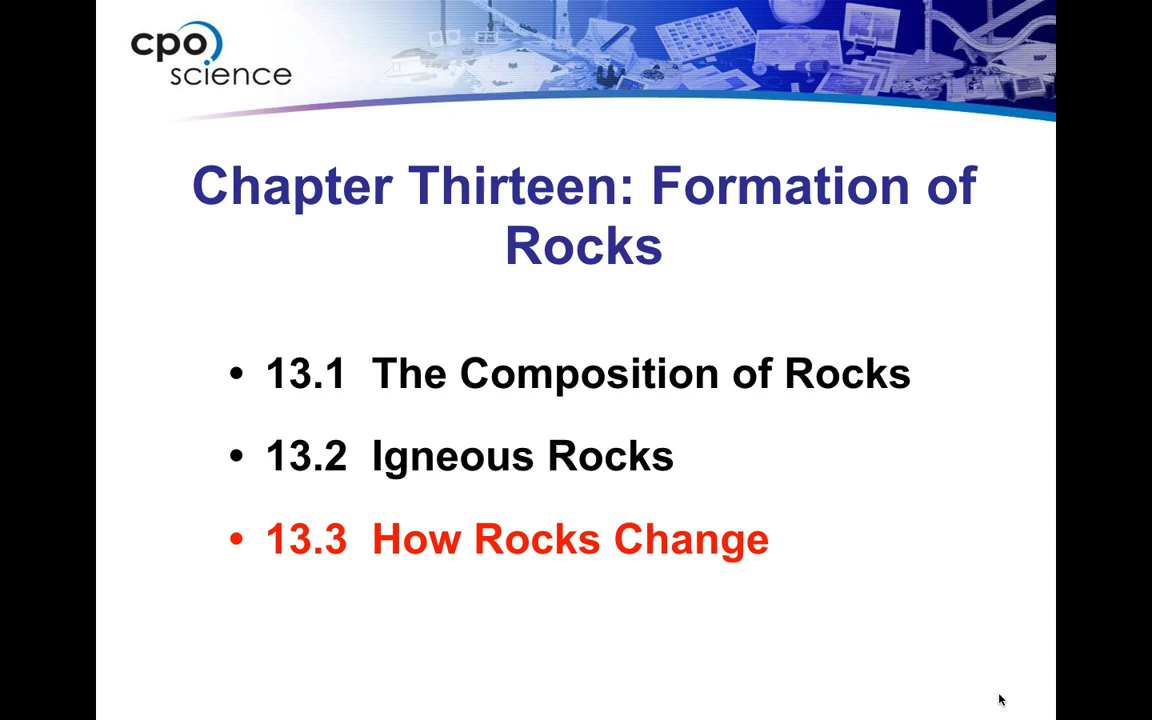 cpo
science
Chapter Thirteen: Formation of
Rocks
• 13.1 The Composition of Rocks
• 13.2 Igneous Rocks
• 13.3 How Rocks Change